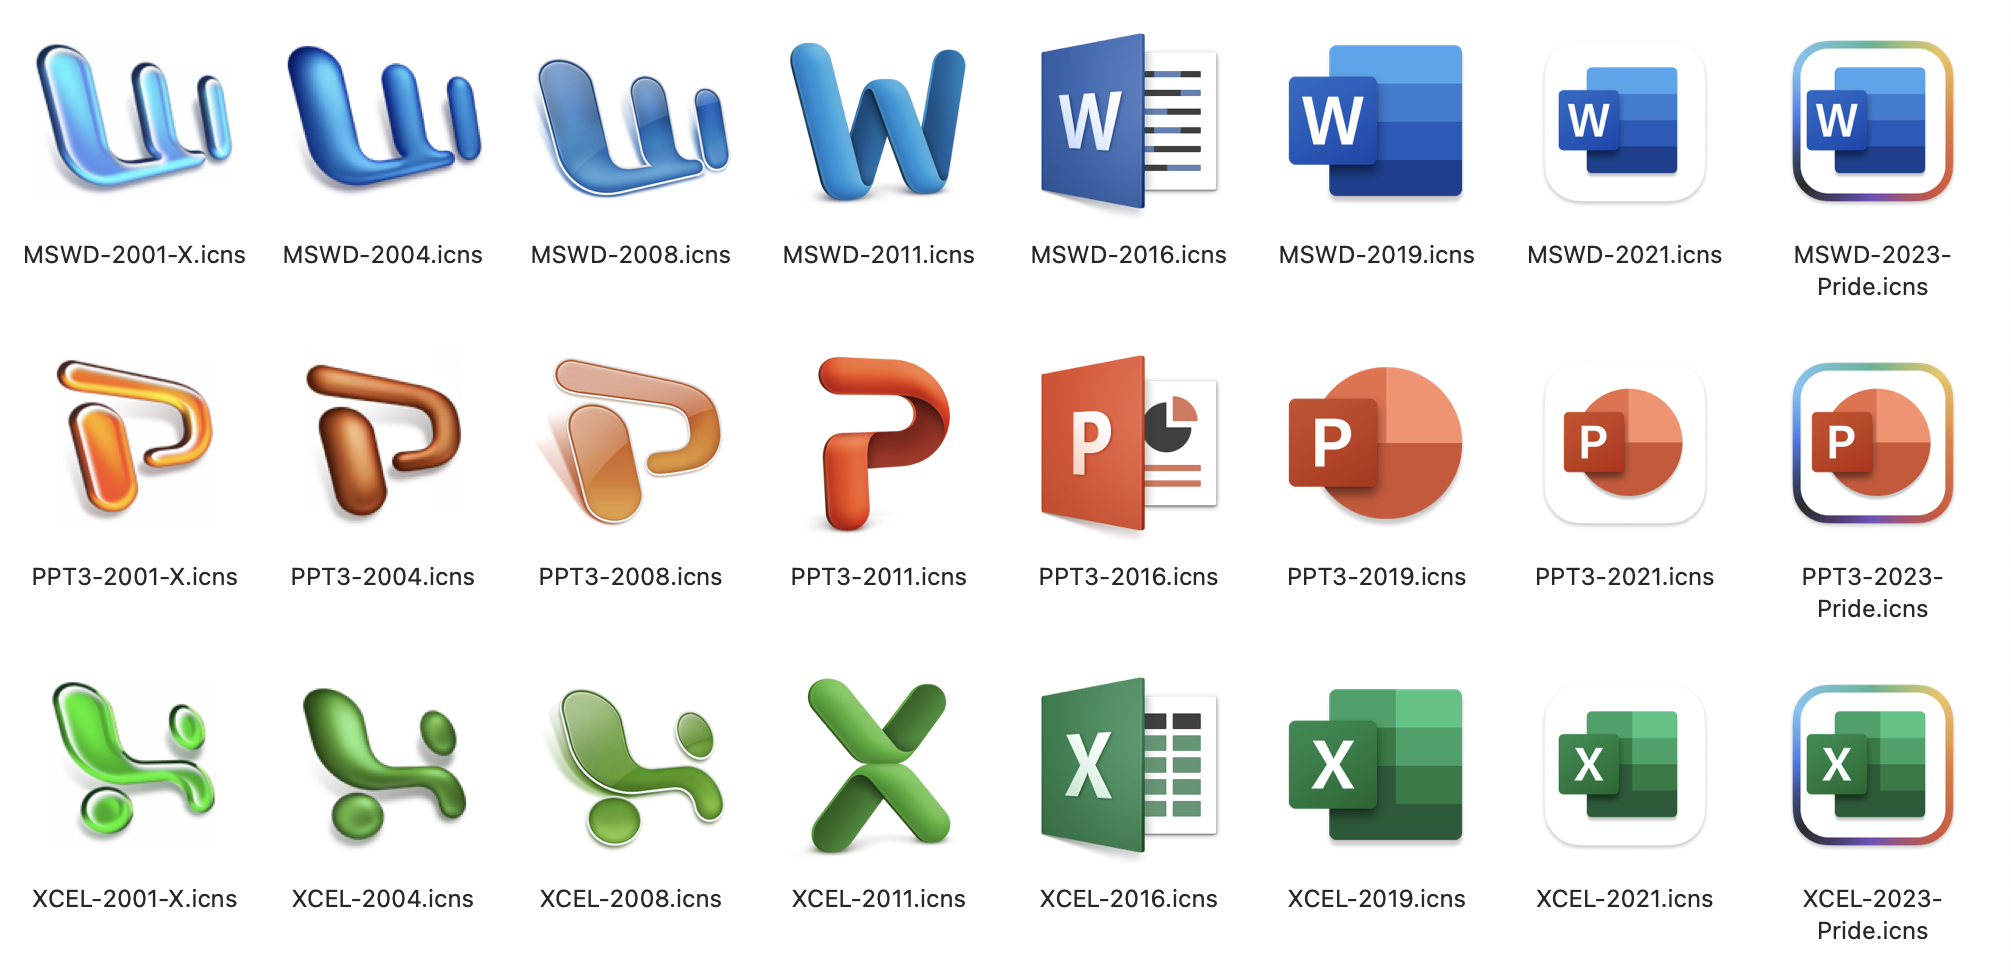 W W W W W
MSWD-2001-X.icns MSWD-2004.icns MSWD-2008.icns MSWD-2011.icns MSWD-2016.icns MSWD-2019.icns MSWD-2021.icns MSWD-2023-
Pride.icns
P P P P P
PPT3-2001-X.icns PPT3-2004.icns PPT3-2008.icns PPT3-2011.icns PPT3-2016.icns PPT3-2019.icns PPT3-2021.icns PPT3-2023-
Pride.icns
X X X X X
XCEL-2001-X.icns XCEL-2004.icns XCEL-2008.icns XCEL-2011.icns XCEL-2016.icns XCEL-2019.icns XCEL-2021.icns XCEL-2023-
Pride.icns